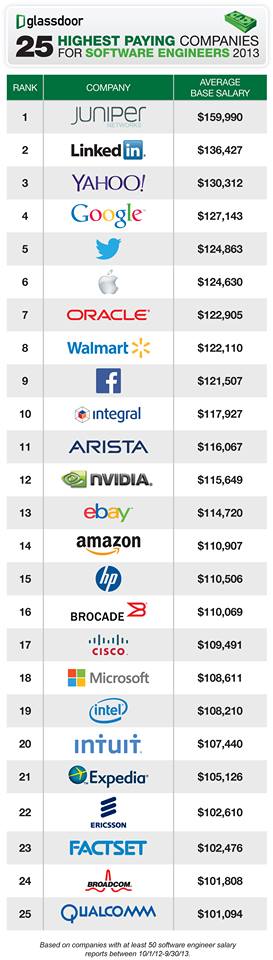 glassdoor
25 HIGHEST PAYING COMPANIES
FOR SOFTWARE ENGINEERS 2013
RANK COMPANY AVERAGE BASE SALARY
1 JUNIPER NETWORKS $159,990
2 Linked in $136,427
3 YAHOO! $130,312
4 Google $127,143
5 $124,863
6 $124,630
7 ORACLE $122,905
8 Walmart $122,110
9 f $121,507
10 integral $117,927
11 ARISTA $116,067
12 NVIDIA. $115,649
13 ebay $114,720
14 amazon $110,907
15 hp $110,506
16 BROCADE $110,069
17 CISCO. $109,491
18 Microsoft $108,611
19 intel $108,210
20 INTUIT. $107,440
21 Expedia $105,126
22 ERICSSON $102,610
23 FACTSET $102,476
24 BROADCOM. $101,808
25 QUALCOMM $101,094
Based on companies with at least 50 software engineer salary
reports between 10/1/12-9/30/13.